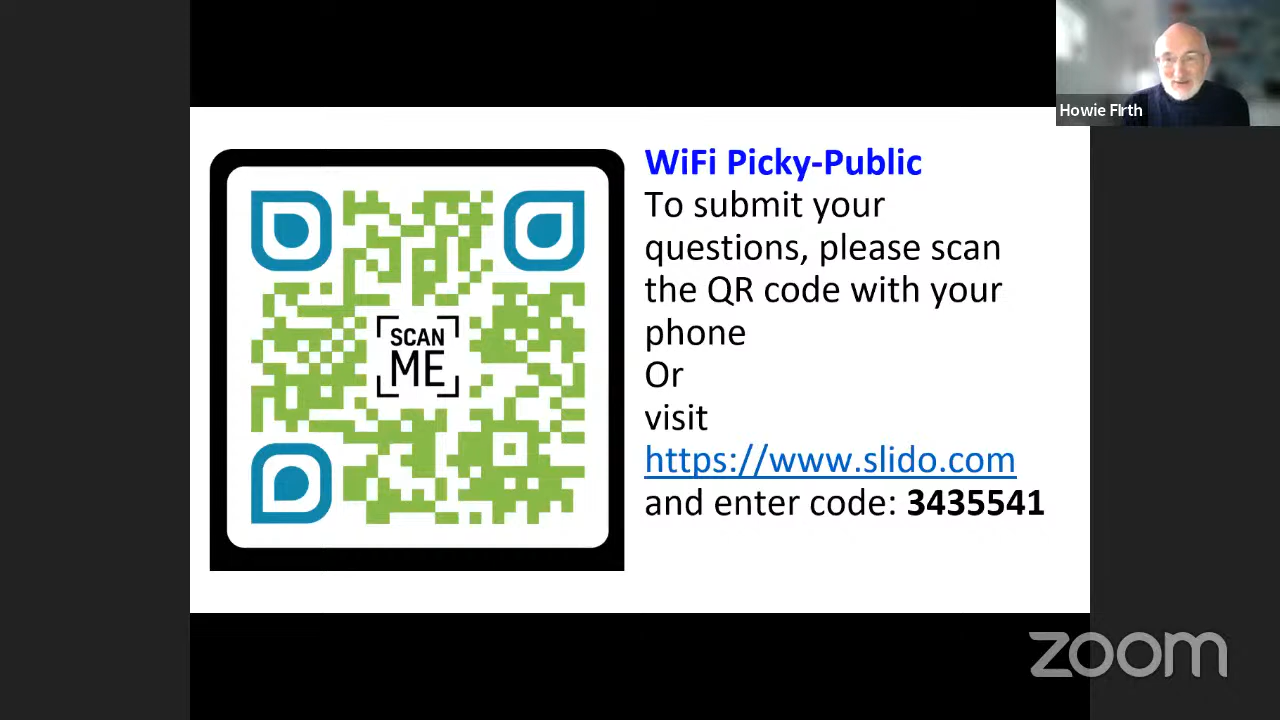 Howie FIrth
WiFi Picky-Public
To submit your
questions, please scan
the QR code with your
phone
Or
visit
https://www.slido.com
and enter code: 3435541
SCAN
ME
zoom